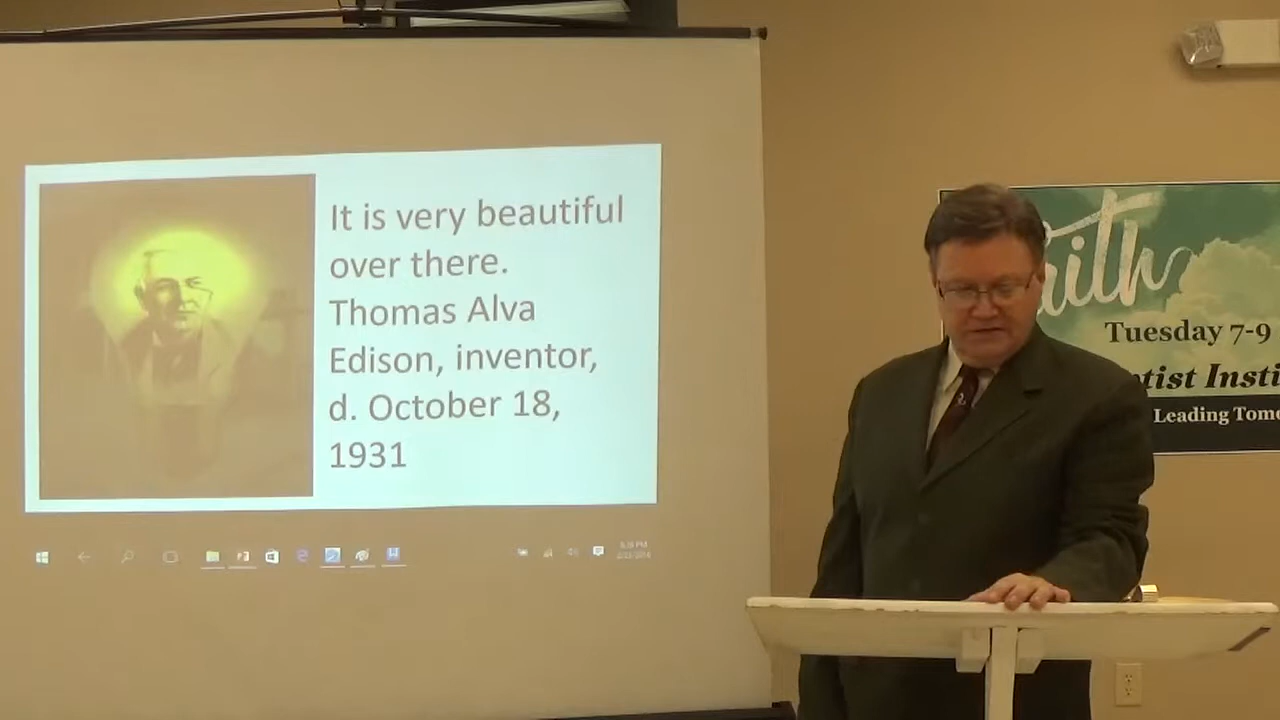 It is very beautiful
over there.
Thomas Alva
Edison, inventor,
d. October 18,
1931
aith
Tuesday 7-9
tist Insti
Leading Tom